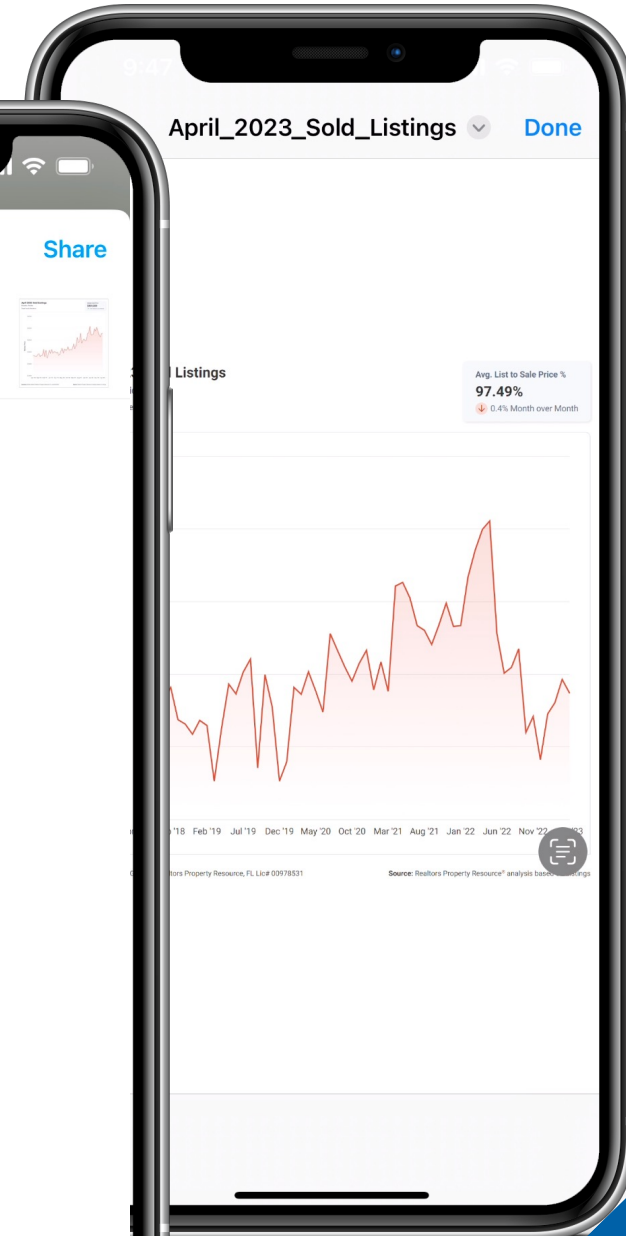 9:47
April_2023_Sold_Listings
Done
Share
Listings
Avg. List to Sale Price %
97.49%
0.4% Month over Month
'18 Feb '19 Jul '19 Dec '19 May '20 Oct '20 Mar '21 Aug '21 Jan '22 Jun '22 Nov '22
Property Resource, FL Lic# 00978531
Source: Realtors Property Resource® analysis based